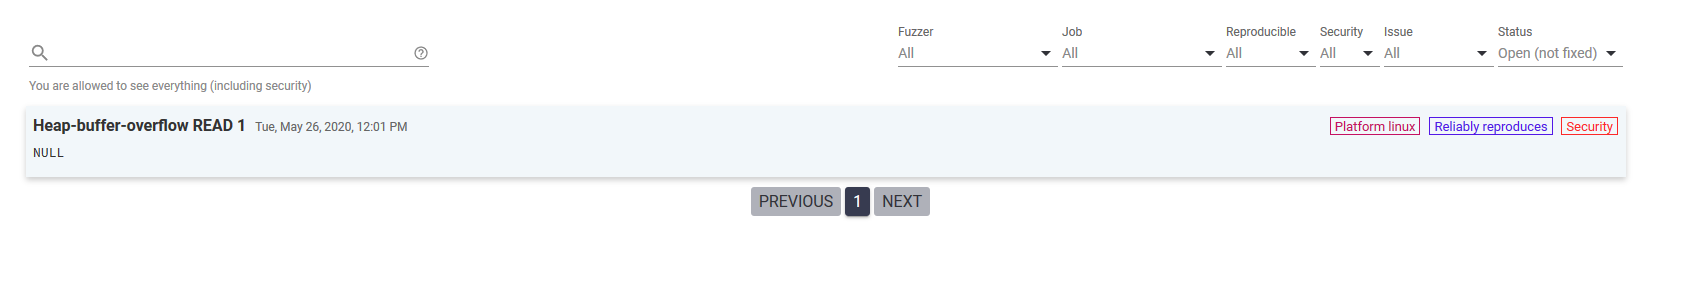 Fuzzer Job Reproducible Security Issue Status
All All All All All Open (not fixed)
You are allowed to see everything (including security)
Heap-buffer-overflow READ 1 Tue, May 26, 2020, 12:01 PM Platform linux Reliably reproduces Security
NULL
PREVIOUS 1 NEXT